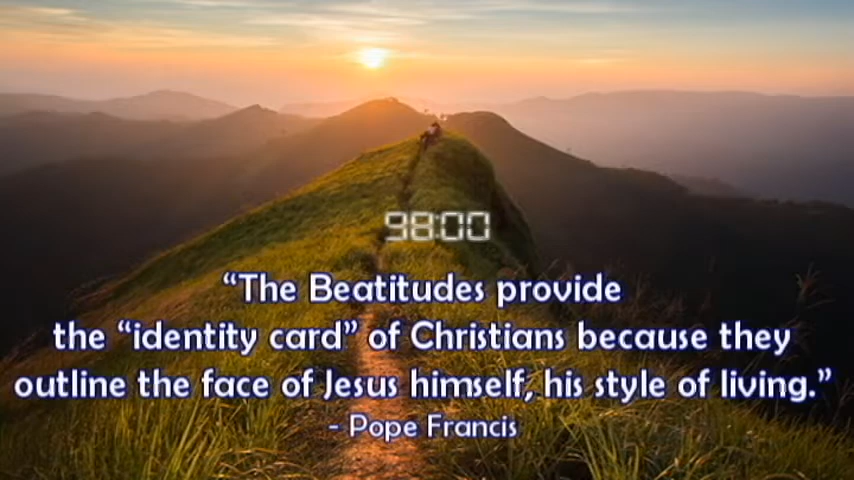 98:00
“The Beatitudes provide
the “identity card” of Christians because they
outline the face of Jesus himself, his style of living.”
- Pope Francis